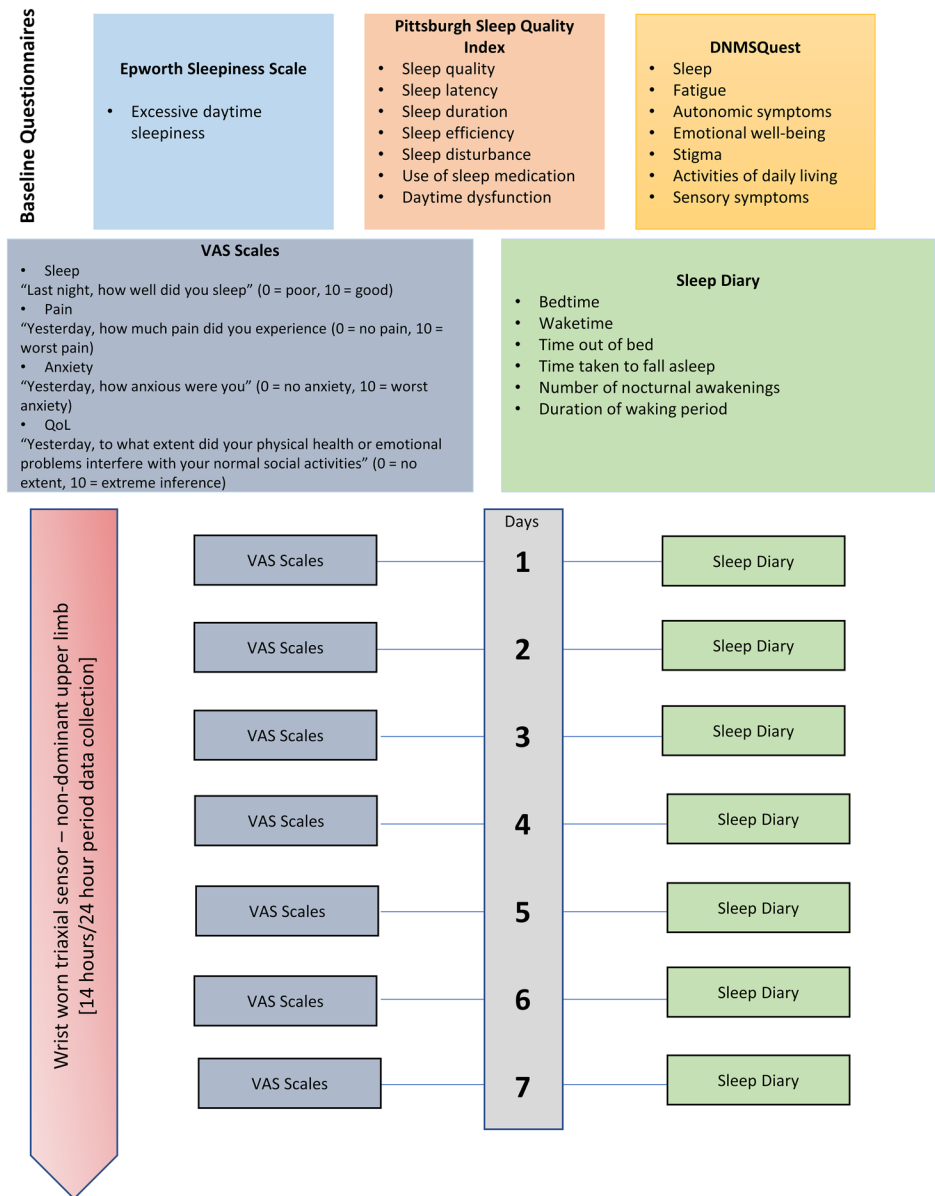 Baseline Questionnaires
Epworth Sleepiness Scale
• Excessive daytime
sleepiness
Pittsburgh Sleep Quality
Index
• Sleep quality
• Sleep latency
• Sleep duration
• Sleep efficiency
• Sleep disturbance
• Use of sleep medication
• Daytime dysfunction
DNMSQuest
• Sleep
• Fatigue
• Autonomic symptoms
• Emotional well-being
• Stigma
• Activities of daily living
• Sensory symptoms
VAS Scales
• Sleep
“Last night, how well did you sleep” (0 = poor, 10 = good)
• Pain
“Yesterday, how much pain did you experience (0 = no pain, 10 =
worst pain)
• Anxiety
“Yesterday, how anxious were you” (0 = no anxiety, 10 = worst
anxiety)
• QoL
“Yesterday, to what extent did your physical health or emotional
problems interfere with your normal social activities” (0 = no
extent, 10 = extreme inference)
Sleep Diary
• Bedtime
• Waketime
• Time out of bed
• Time taken to fall asleep
• Number of nocturnal awakenings
• Duration of waking period
Wrist worn triaxial sensor – non-dominant upper limb
[14 hours/24 hour period data collection]
Days
VAS Scales 1 Sleep Diary
VAS Scales 2 Sleep Diary
VAS Scales 3 Sleep Diary
VAS Scales 4 Sleep Diary
VAS Scales 5 Sleep Diary
VAS Scales 6 Sleep Diary
VAS Scales 7 Sleep Diary